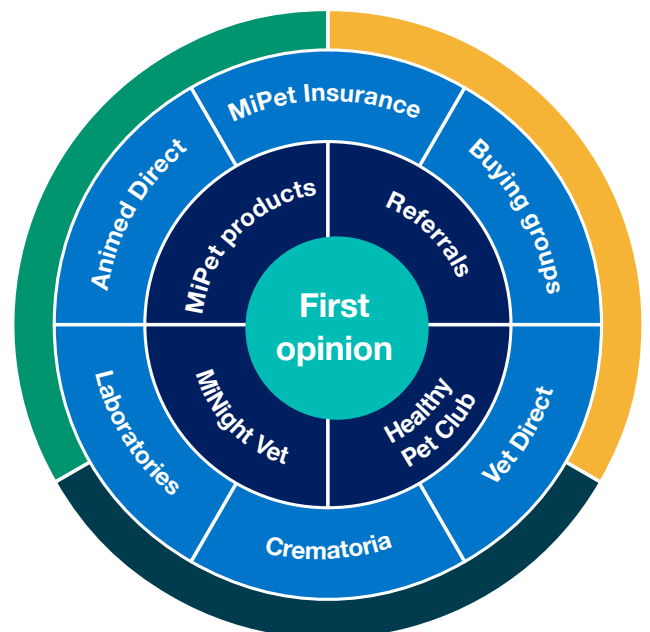 MiPet Insurance
Buying groups
Vet Direct
Crematoria
Laboratories
Animed Direct
MiPet products
Referrals
Healthy
Pet Club
MiNight Vet
First
opinion